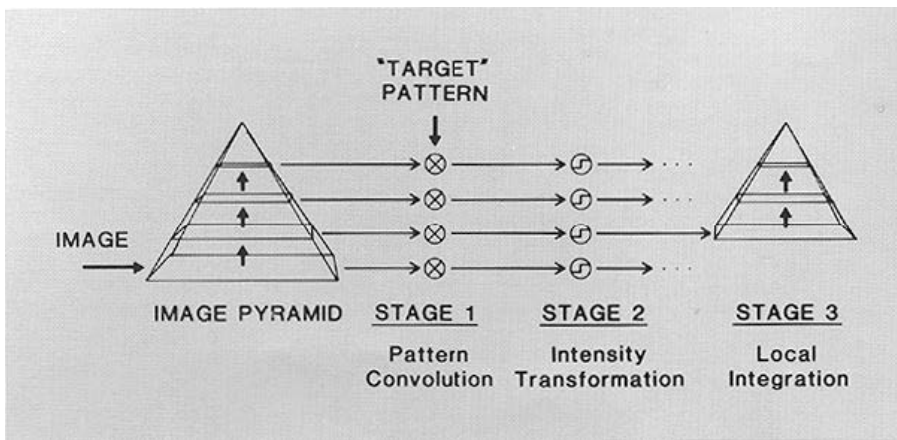 "TARGET"
PATTERN
IMAGE
IMAGE PYRAMID
STAGE 1
STAGE 2
STAGE 3
Pattern
Convolution
Intensity
Transformation
Local
Integration